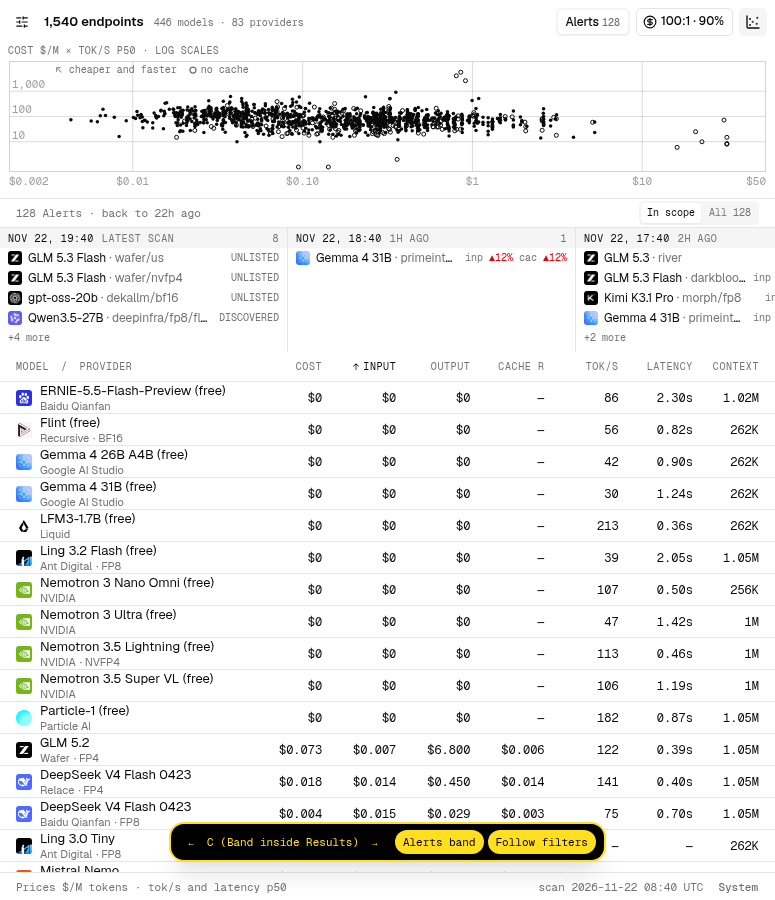 1,540 endpoints 446 models · 83 providers Alerts 128 100:1 · 90%
COST $/M × TOK/S P50 · LOG SCALES
↖ cheaper and faster no cache
1,000
100
10
$0.002 $0.01 $0.10 $1 $10 $50
128 Alerts · back to 22h ago In scope All 128
NOV 22, 19:40 LATEST SCAN 8
GLM 5.3 Flash · wafer/us UNLISTED
GLM 5.3 Flash · wafer/nvfp4 UNLISTED
gpt-oss-20b · dekallm/bf16 UNLISTED
Qwen3.5-27B · deepinfra/fp8/fl… DISCOVERED
+4 more
NOV 22, 18:40 1H AGO 1
Gemma 4 31B · primeint… inp ▲12% cac ▲12%
NOV 22, 17:40 2H AGO
GLM 5.3 · river
GLM 5.3 Flash · darkbloo… inp
Kimi K3.1 Pro · morph/fp8 in
Gemma 4 31B · primeint… inp
+2 more
MODEL / PROVIDER COST ↑ INPUT OUTPUT CACHE R TOK/S LATENCY CONTEXT
ERNIE-5.5-Flash-Preview (free)
Baidu Qianfan
$0 $0 $0 — 86 2.30s 1.02M
Flint (free)
Recursive · BF16
$0 $0 $0 — 56 0.82s 262K
Gemma 4 26B A4B (free)
Google AI Studio
$0 $0 $0 — 42 0.90s 262K
Gemma 4 31B (free)
Google AI Studio
$0 $0 $0 — 30 1.24s 262K
LFM3-1.7B (free)
Liquid
$0 $0 $0 — 213 0.36s 262K
Ling 3.2 Flash (free)
Ant Digital · FP8
$0 $0 $0 — 39 2.05s 1.05M
Nemotron 3 Nano Omni (free)
NVIDIA
$0 $0 $0 — 107 0.50s 256K
Nemotron 3 Ultra (free)
NVIDIA
$0 $0 $0 — 47 1.42s 1M
Nemotron 3.5 Lightning (free)
NVIDIA · NVFP4
$0 $0 $0 — 113 0.46s 1M
Nemotron 3.5 Super VL (free)
NVIDIA
$0 $0 $0 — 106 1.19s 1M
Particle-1 (free)
Particle AI
$0 $0 $0 — 182 0.87s 1.05M
GLM 5.2
Wafer · FP4
$0.073 $0.007 $6.800 $0.006 122 0.39s 1.05M
DeepSeek V4 Flash 0423
Relace · FP4
$0.018 $0.014 $0.450 $0.014 141 0.40s 1.05M
DeepSeek V4 Flash 0423
Baidu Qianfan · FP8
$0.004 $0.015 $0.029 $0.003 75 0.70s 1.05M
Ling 3.0 Tiny
Ant Digital · FP8
— — 262K
← C (Band inside Results) → Alerts band Follow filters
Mistral Nemo
Prices $/M tokens · tok/s and latency p50 scan 2026-11-22 08:40 UTC System